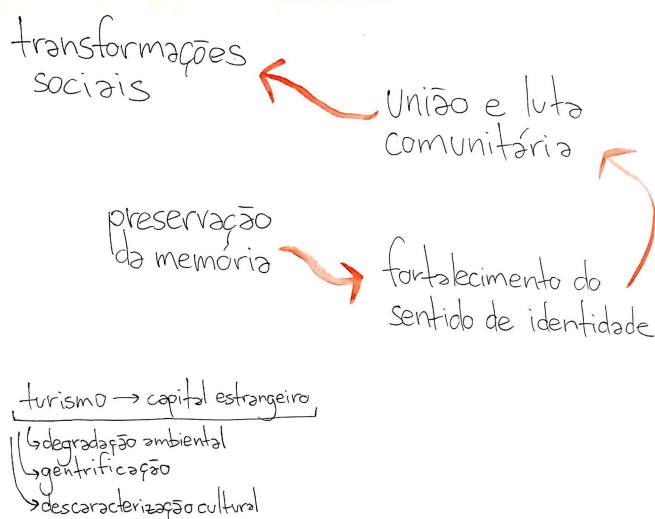 transformações
sociais
união e luta
comunitária
preservação
da memória
fortalecimento do
sentido de identidade
turismo → capital estrangeiro
↳ degradação ambiental
↳ gentrificação
↳ descaracterização cultural